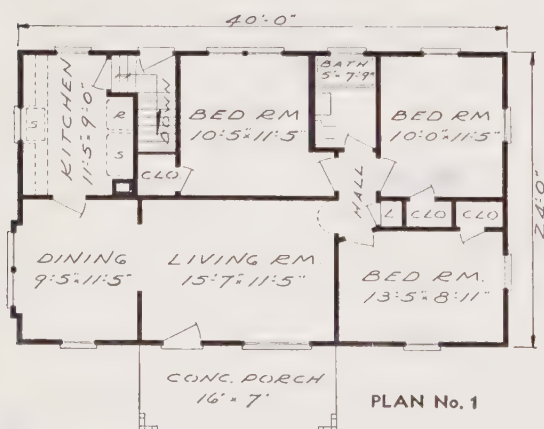 40'-0"
KITCHEN
11'-5"x9'-0"
S
R
S
DOWN
CLO
BED RM
10'-5"x11'-5"
BATH
5'x7'-9"
BED RM
10'-0"x11'-5"
HALL
L
CLO
CLO
24'-0"
DINING
9'-5"x11'-5"
LIVING RM.
15'-7"x11'-5"
BED RM.
13'-5"x8'-11"
CONC. PORCH
16'x7'
PLAN No. 1